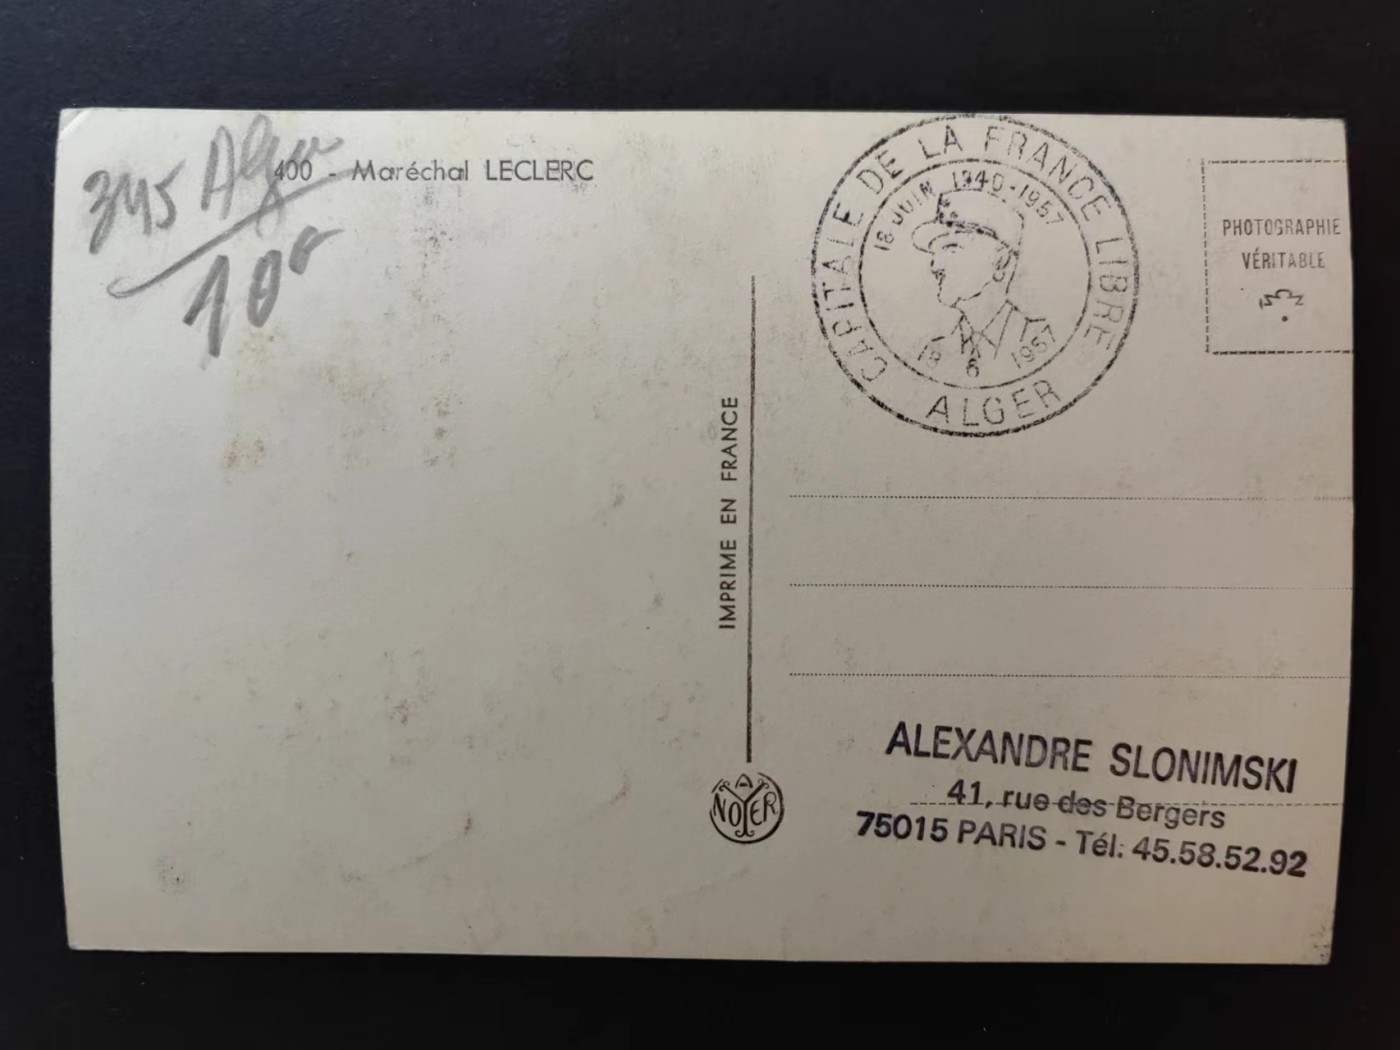 345 Alger
100
400 - Maréchal LECLERC
CAPITALE DE LA FRANCE LIBRE
18 JUIN 1940-1957
18 6 1957
ALGER
PHOTOGRAPHIE
VÉRITABLE
IMPRIME EN FRANCE
A
NOYER
ALEXANDRE SLONIMSKI
41, rue des Bergers
75015 PARIS - Tél: 45.58.52.92